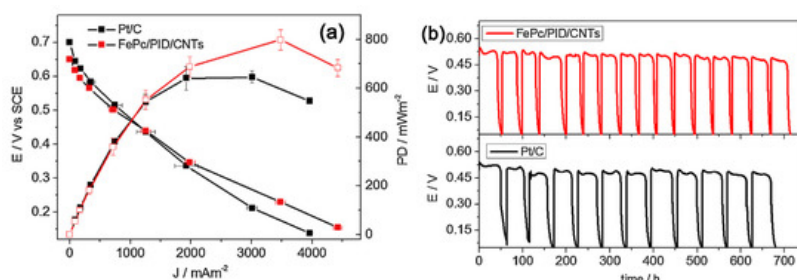 Pt/C
FePc/PID/CNTs
(a)
0.7
0.6
0.5
0.4
0.3
0.2
E / V vs SCE
800
600
400
200
0
PD / mWm⁻²
0 1000 2000 3000 4000
J / mAm⁻²
(b)
FePc/PID/CNTs
0.60
0.45
0.30
0.15
E / V
Pt/C
0.60
0.45
0.30
0.15
E / V
0 100 200 300 400 500 600 700
time / h